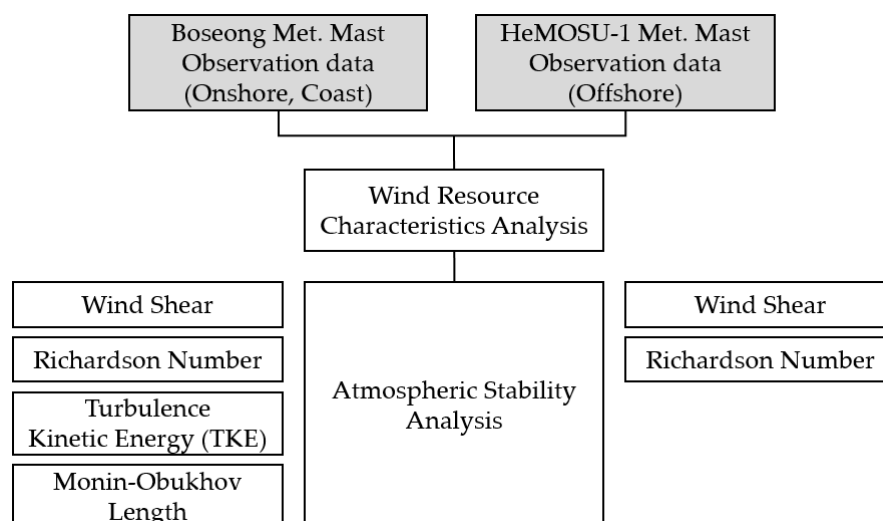 Boseong Met. Mast
Observation data
(Onshore, Coast)
HeMOSU-1 Met. Mast
Observation data
(Offshore)
Wind Resource
Characteristics Analysis
Wind Shear
Richardson Number
Turbulence
Kinetic Energy (TKE)
Monin-Obukhov
Length
Atmospheric Stability
Analysis
Wind Shear
Richardson Number